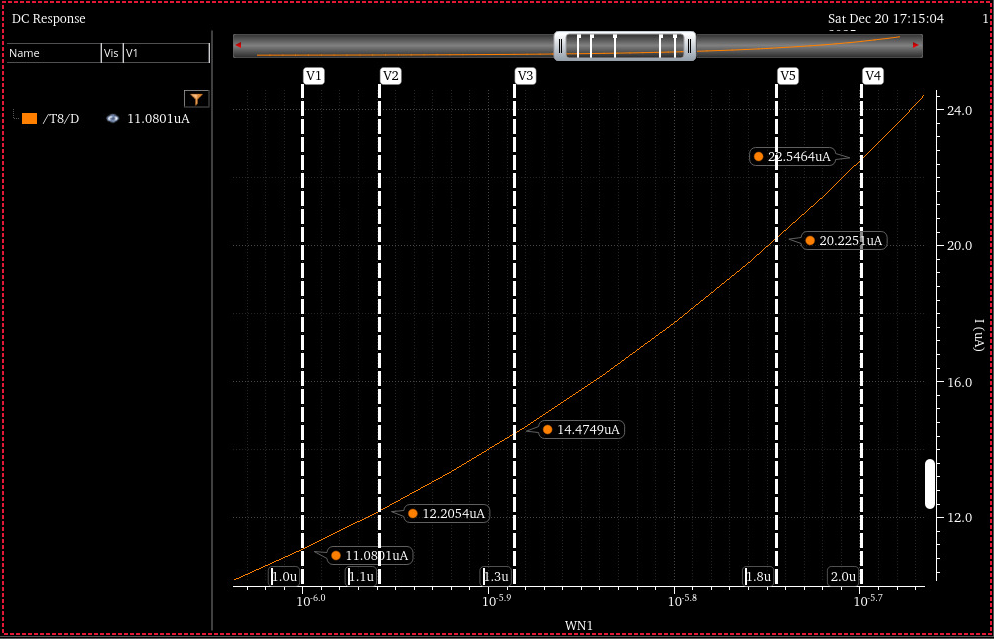 DC Response
Sat Dec 20 17:15:04
1
Name Vis V1
V1 V2 V3 V5 V4
/T8/D 11.0801uA
24.0
22.5464uA
20.2251uA
20.0
I (uA)
16.0
14.4749uA
12.2054uA
12.0
11.0801uA
1.0u 1.1u 1.3u 1.8u 2.0u
10-6.0 10-5.9 10-5.8 10-5.7
WN1